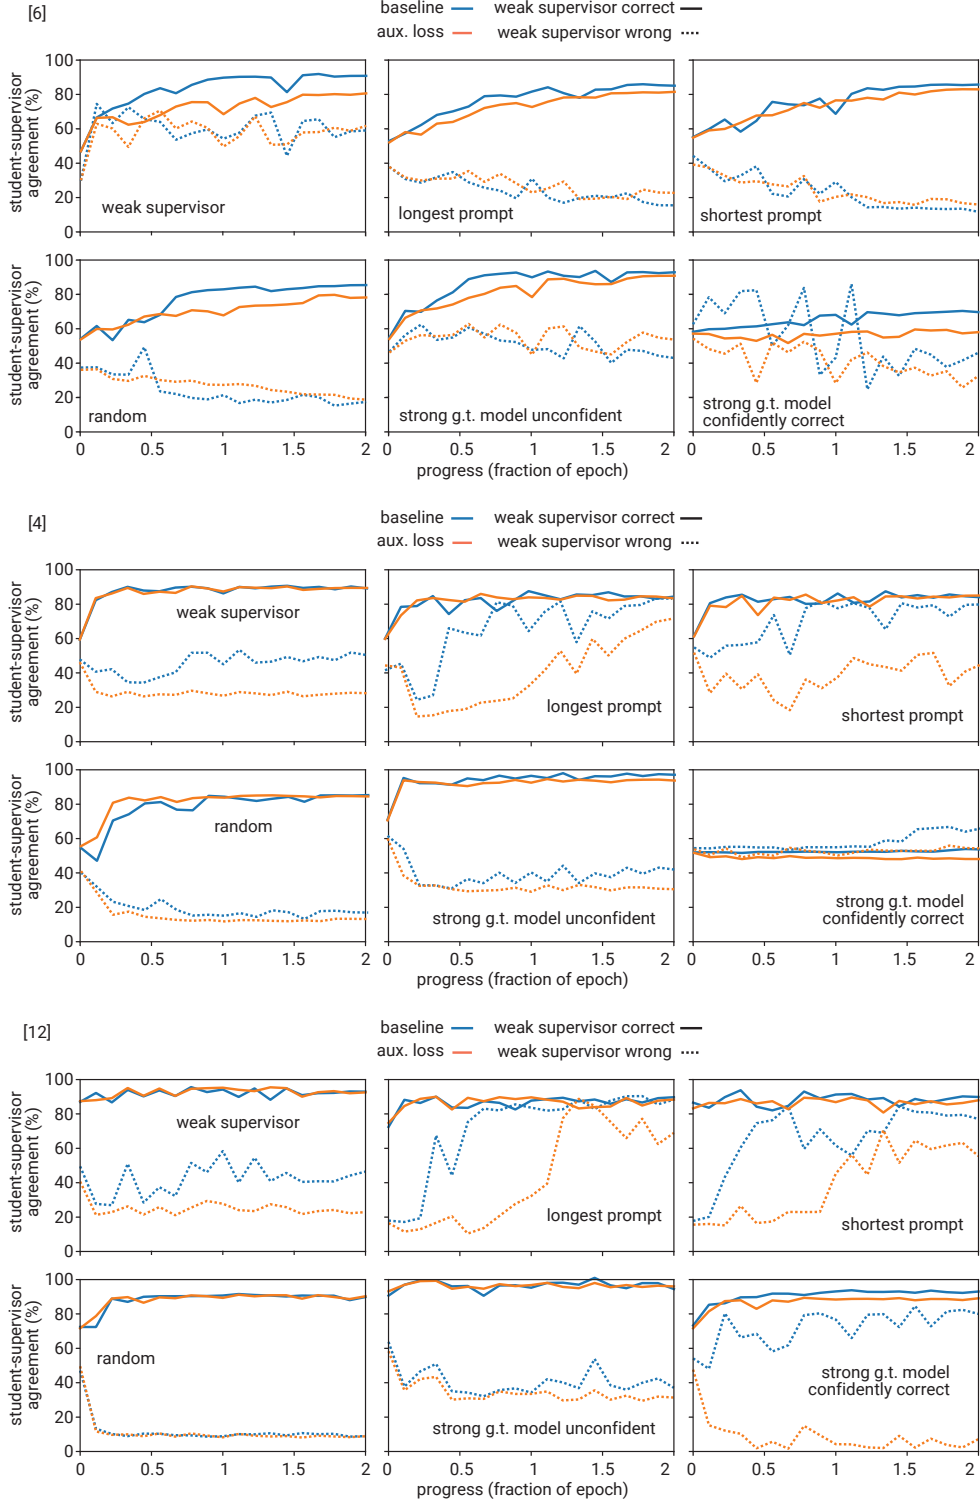 [6]
baseline weak supervisor correct
aux. loss weak supervisor wrong
student-supervisor
agreement (%)
100
80
60
40
20
0
weak supervisor
longest prompt
shortest prompt
student-supervisor
agreement (%)
100
80
60
40
20
0
random
strong g.t. model unconfident
strong g.t. model
confidently correct
0 0.5 1 1.5 2
0 0.5 1 1.5 2
0 0.5 1 1.5 2
progress (fraction of epoch)
[4]
baseline weak supervisor correct
aux. loss weak supervisor wrong
student-supervisor
agreement (%)
100
80
60
40
20
0
weak supervisor
longest prompt
shortest prompt
student-supervisor
agreement (%)
100
80
60
40
20
0
random
strong g.t. model unconfident
strong g.t. model
confidently correct
0 0.5 1 1.5 2
0 0.5 1 1.5 2
0 0.5 1 1.5 2
progress (fraction of epoch)
[12]
baseline weak supervisor correct
aux. loss weak supervisor wrong
student-supervisor
agreement (%)
100
80
60
40
20
0
weak supervisor
longest prompt
shortest prompt
student-supervisor
agreement (%)
100
80
60
40
20
0
random
strong g.t. model unconfident
strong g.t. model
confidently correct
0 0.5 1 1.5 2
0 0.5 1 1.5 2
0 0.5 1 1.5 2
progress (fraction of epoch)